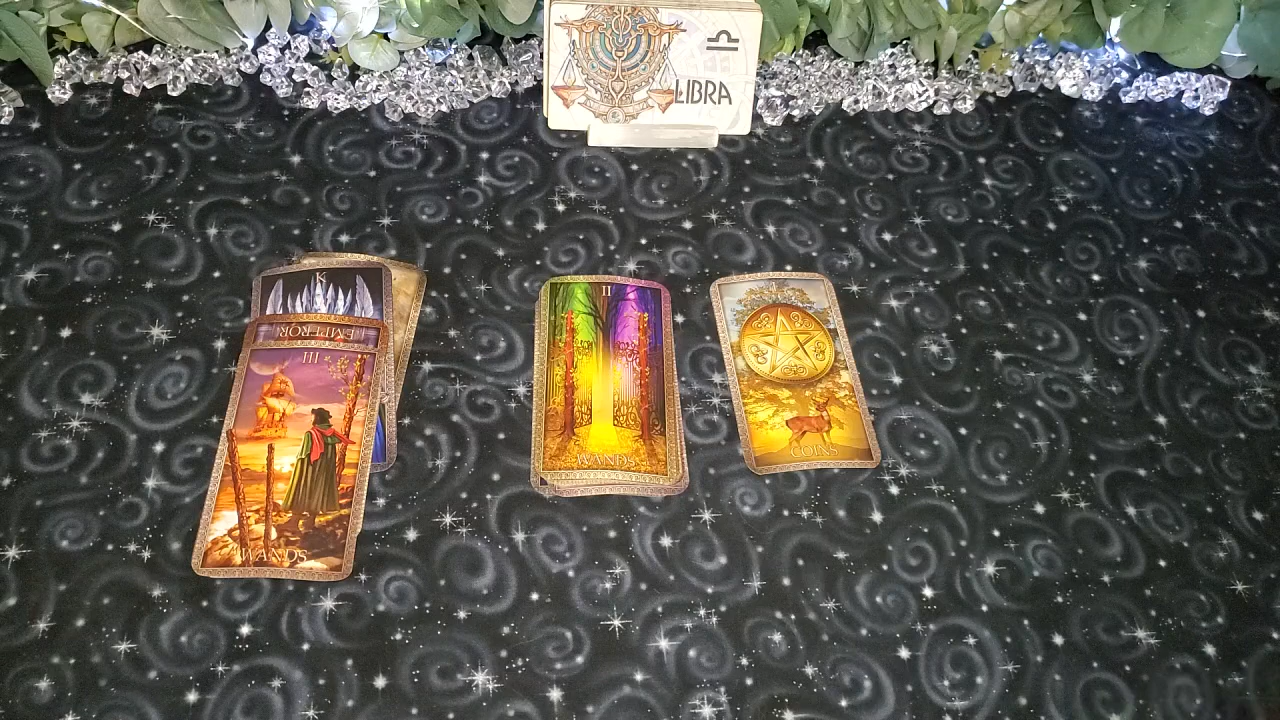 ♎
LIBRA
K
EMPEROR
III
WANDS
II
WANDS
COINS